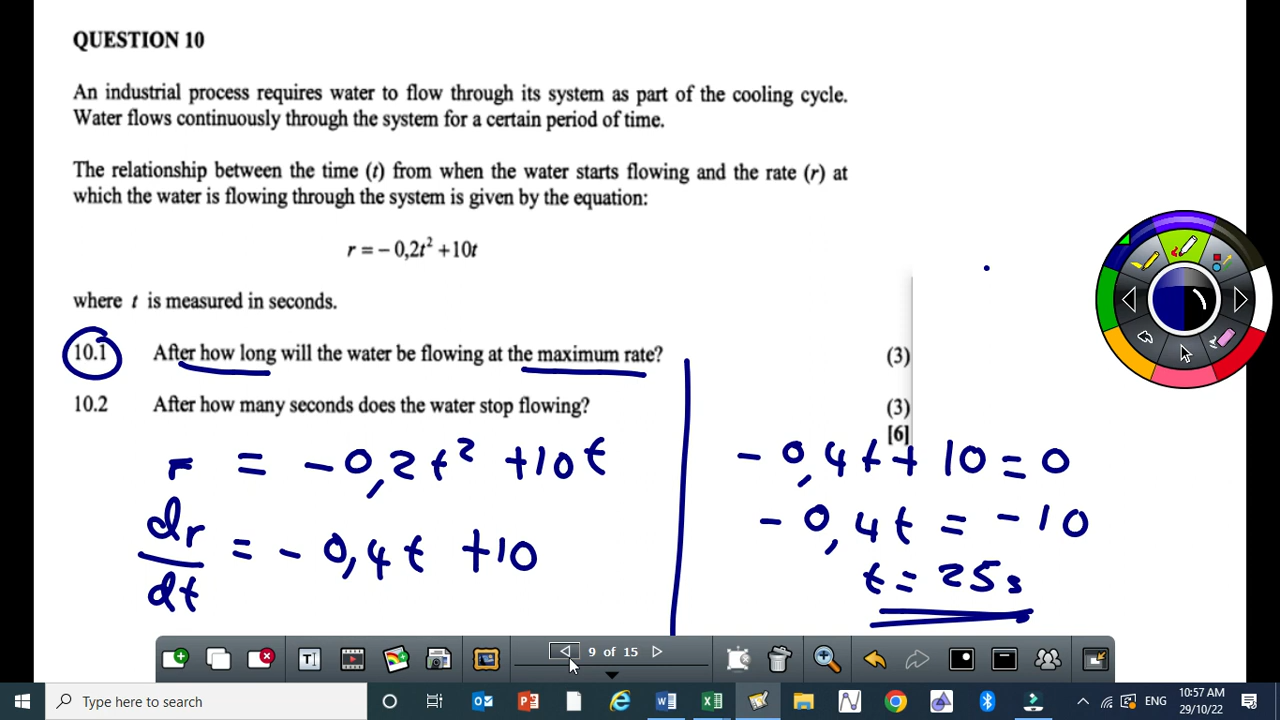 QUESTION 10
An industrial process requires water to flow through its system as part of the cooling cycle.
Water flows continuously through the system for a certain period of time.
The relationship between the time (t) from when the water starts flowing and the rate (r) at
which the water is flowing through the system is given by the equation:
r = − 0,2t² + 10t
where t is measured in seconds.
10.1 After how long will the water be flowing at the maximum rate? (3)
10.2 After how many seconds does the water stop flowing? (3)
[6]
r = − 0,2t² + 10t
dr/dt = − 0,4t + 10
− 0,4t + 10 = 0
− 0,4t = − 10
t = 25s
9 of 15
Type here to search
ENG
10:57 AM
29/10/22